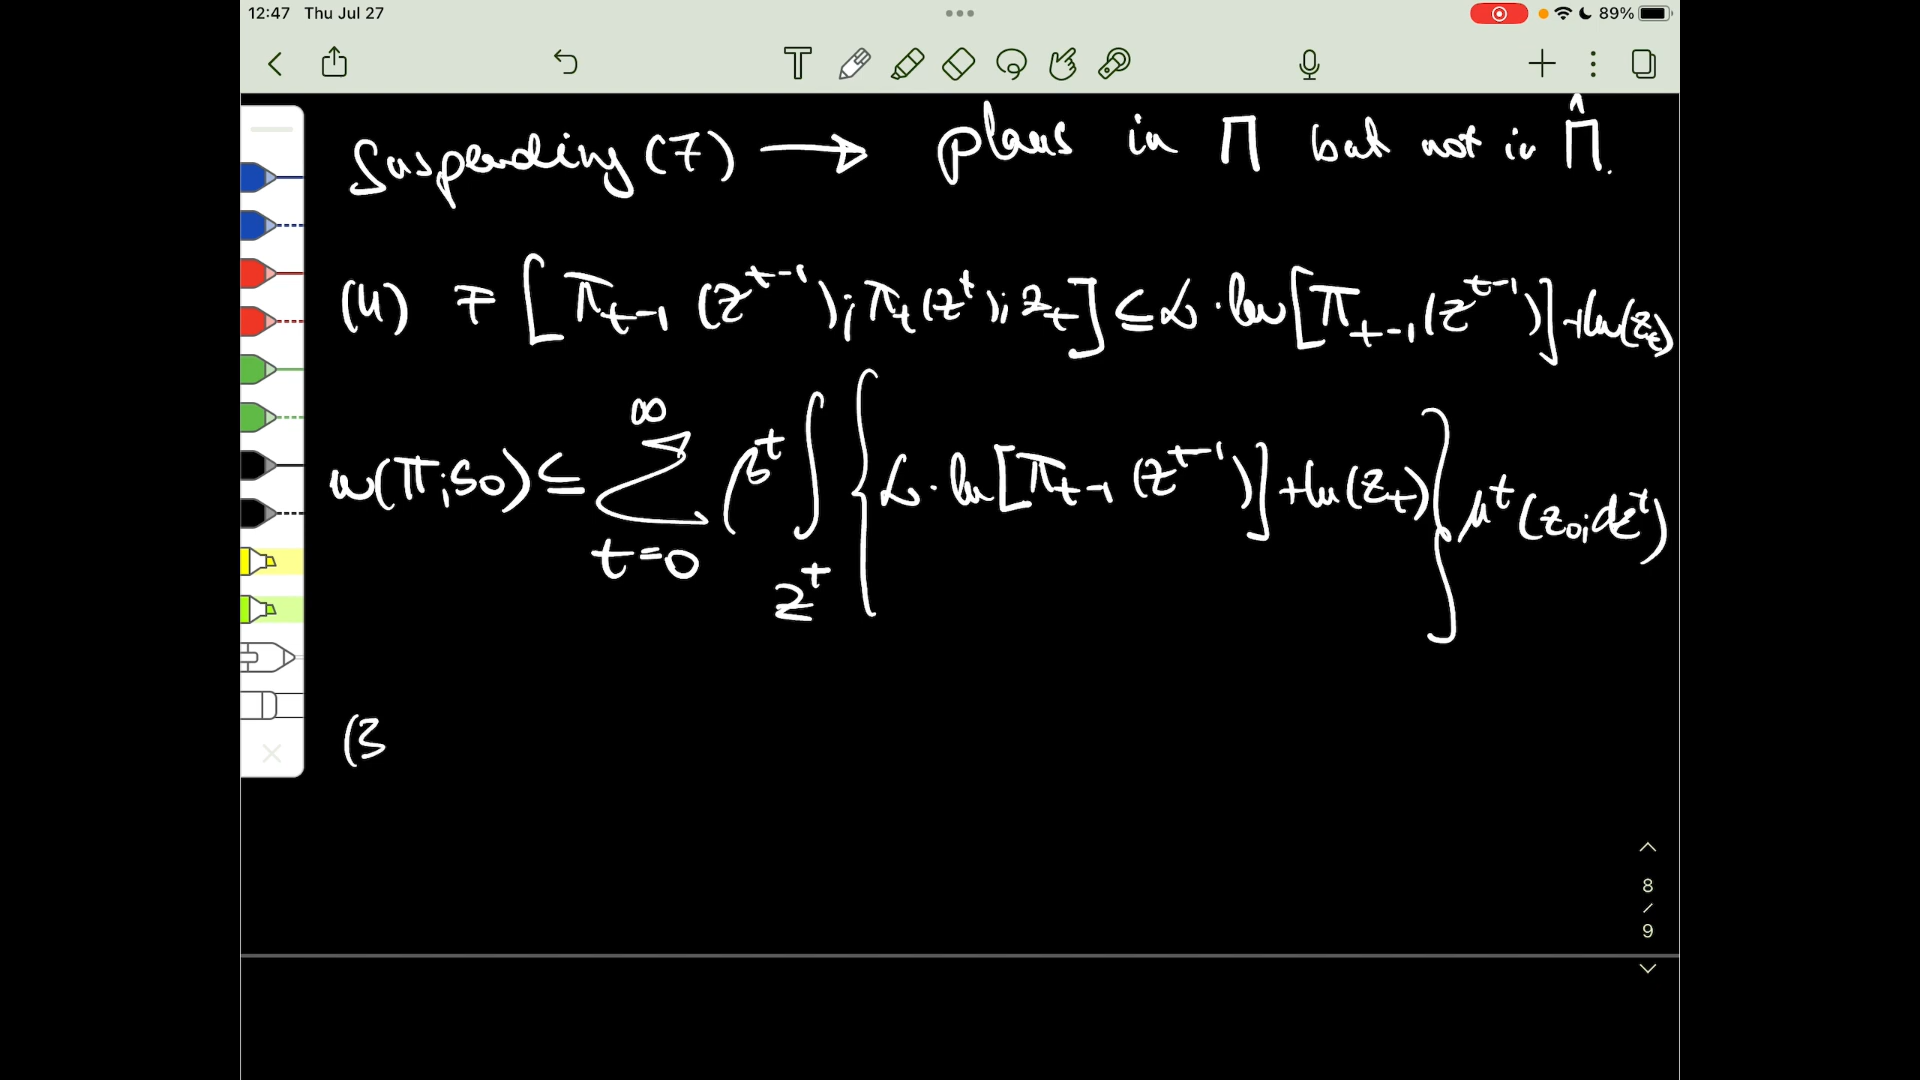 12:47 Thu Jul 27 89%
Suspending (7) → plans in Π but not in Π̂.
(4) F [π_{t-1} (z^{t-1}); π_t (z^t); z_t] ≤ α · ln [π_{t-1} (z^{t-1})] + ln(z_t)
u(π; s_0) ≤ ∑_{t=0}^{∞} β^t ∫_{Z^t} { α · ln [π_{t-1} (z^{t-1})] + ln (z_t) } μ^t (z_0; dz^t)
(3
8
/
9